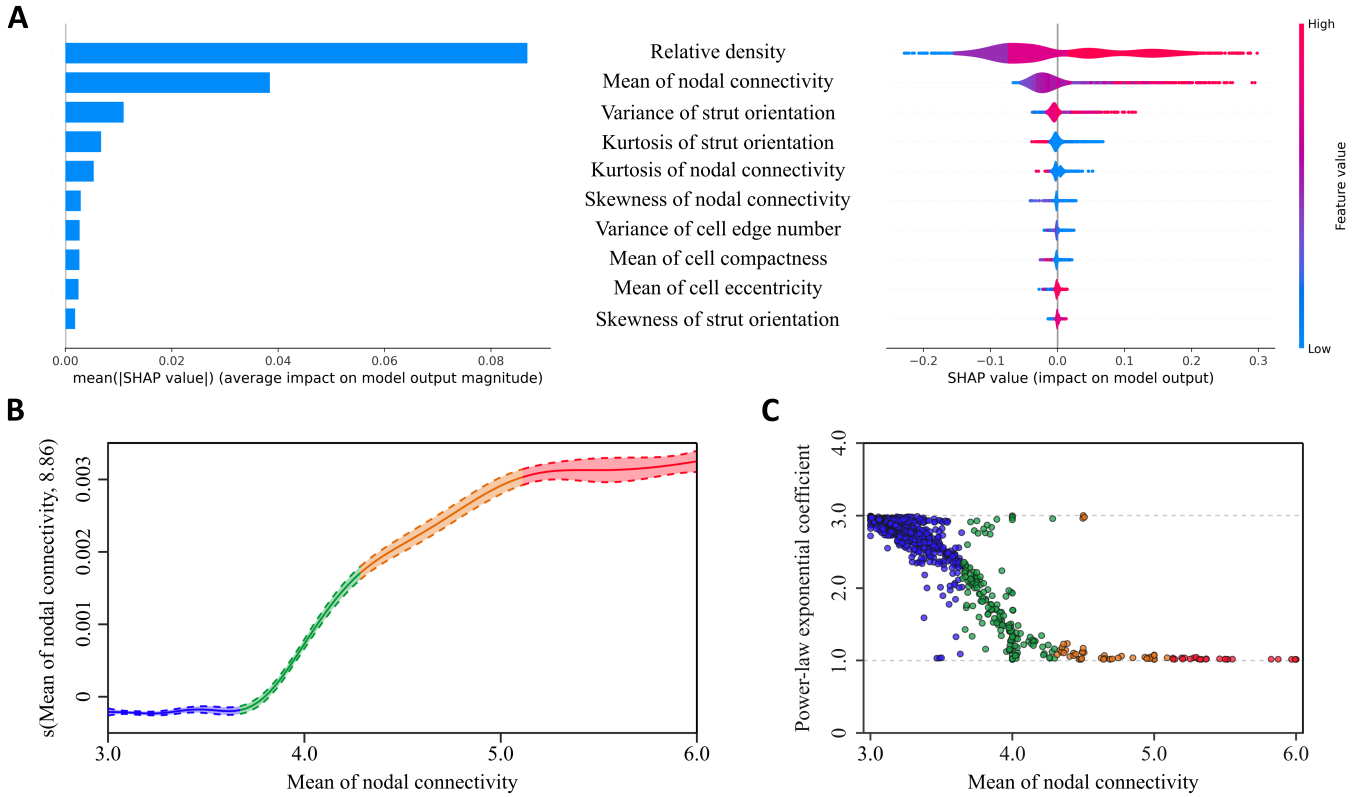 A
Relative density
Mean of nodal connectivity
Variance of strut orientation
Kurtosis of strut orientation
Kurtosis of nodal connectivity
Skewness of nodal connectivity
Variance of cell edge number
Mean of cell compactness
Mean of cell eccentricity
Skewness of strut orientation
0.00 0.02 0.04 0.06 0.08
mean(|SHAP value|) (average impact on model output magnitude)
−0.2 −0.1 0.0 0.1 0.2 0.3
SHAP value (impact on model output)
High
Feature value
Low
B
s(Mean of nodal connectivity, 8.86)
0.003
0.002
0.001
0
3.0 4.0 5.0 6.0
Mean of nodal connectivity
C
Power-law exponential coefficient
4.0
3.0
2.0
1.0
0
3.0 4.0 5.0 6.0
Mean of nodal connectivity